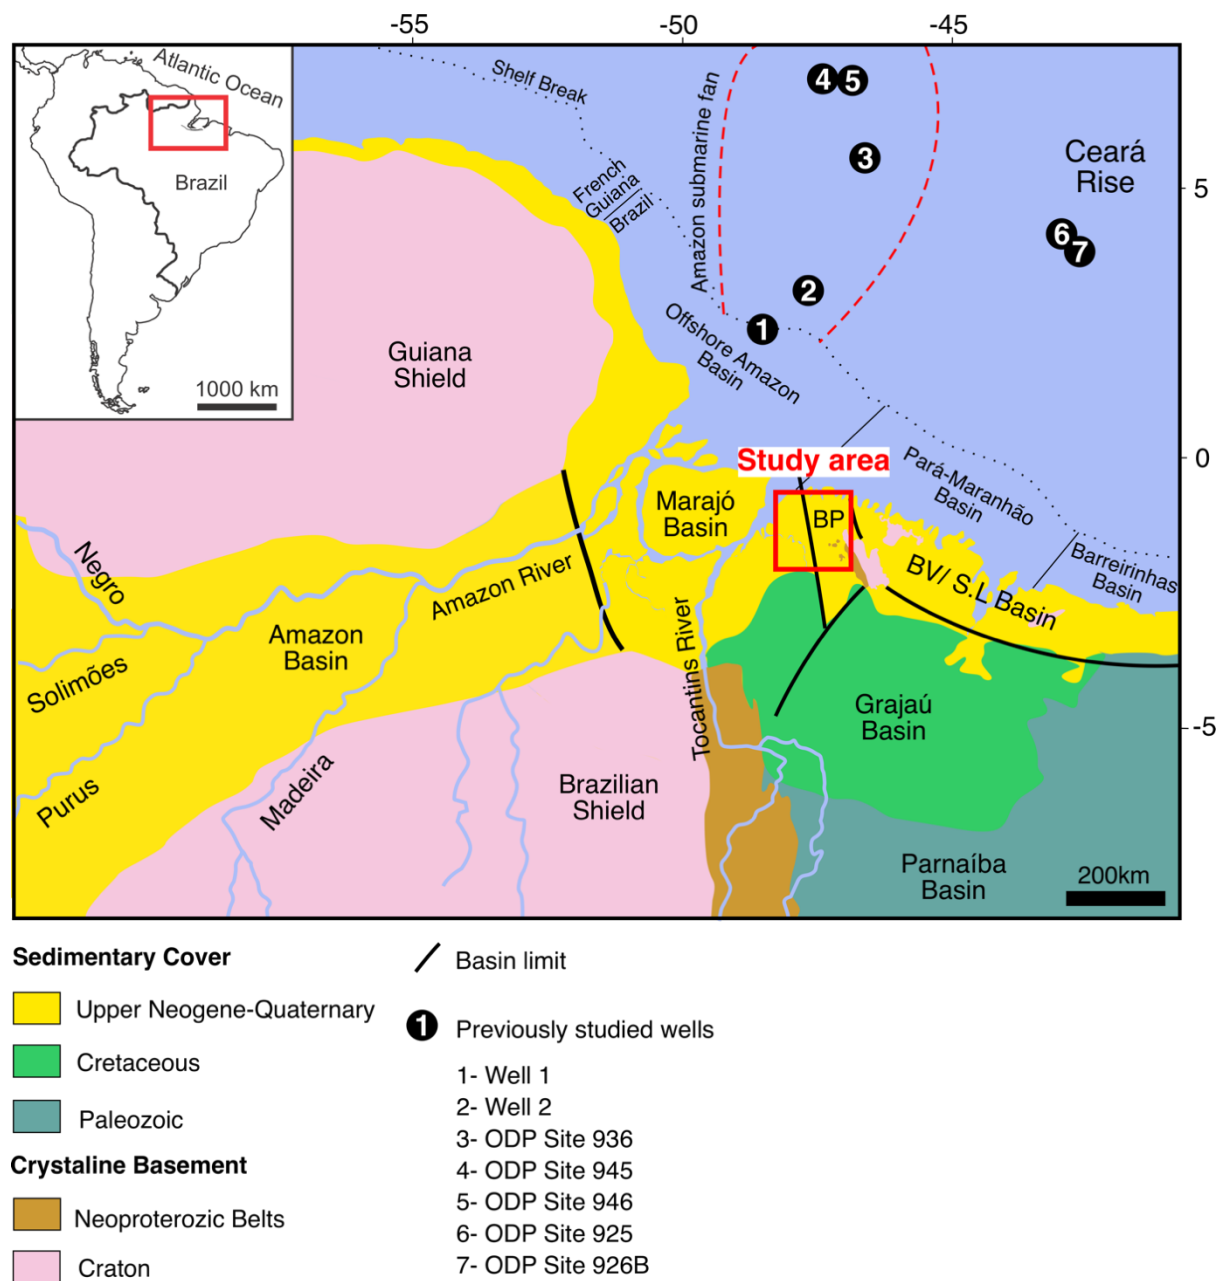 -55
-50
-45
Atlantic Ocean
Brazil
1000 km
Shelf Break
French
Guiana
Brazil
Amazon submarine fan
4
5
3
Ceará
Rise
5
6
7
2
1
Offshore Amazon
Basin
Guiana
Shield
0
Study area
Pará-Maranhão
Basin
Marajó
Basin
BP
Barreirinhas
Basin
BV/ S.L Basin
Negro
Amazon River
Amazon
Basin
Solimões
Tocantins River
Grajaú
Basin
-5
Purus
Madeira
Brazilian
Shield
Parnaíba
Basin
200km
Sedimentary Cover
Upper Neogene-Quaternary
Cretaceous
Paleozoic
Crystaline Basement
Neoproterozic Belts
Craton
Basin limit
1
Previously studied wells
1- Well 1
2- Well 2
3- ODP Site 936
4- ODP Site 945
5- ODP Site 946
6- ODP Site 925
7- ODP Site 926B